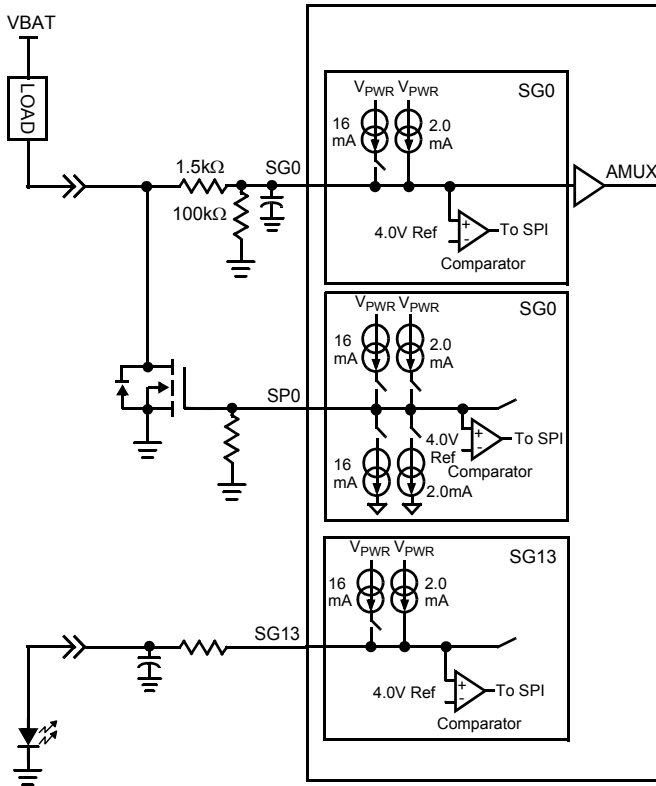 VBAT
LOAD
1.5kΩ
100kΩ
SG0
VPWR VPWR
SG0
16 mA
2.0 mA
4.0V Ref
To SPI
Comparator
AMUX
VPWR VPWR
SG0
16 mA
2.0 mA
SP0
4.0V Ref
To SPI
Comparator
16 mA
2.0mA
VPWR VPWR
SG13
16 mA
2.0 mA
SG13
4.0V Ref
To SPI
Comparator
+
-
+
-
+
-